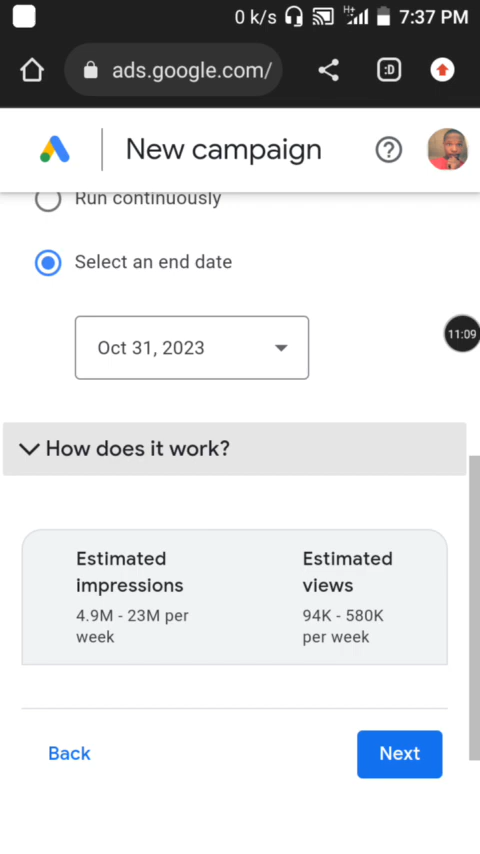 0 k/s H+ 7:37 PM
ads.google.com/ :D
New campaign
Run continuously
Select an end date
Oct 31, 2023
11:09
How does it work?
Estimated impressions
4.9M - 23M per week
Estimated views
94K - 580K per week
Back
Next